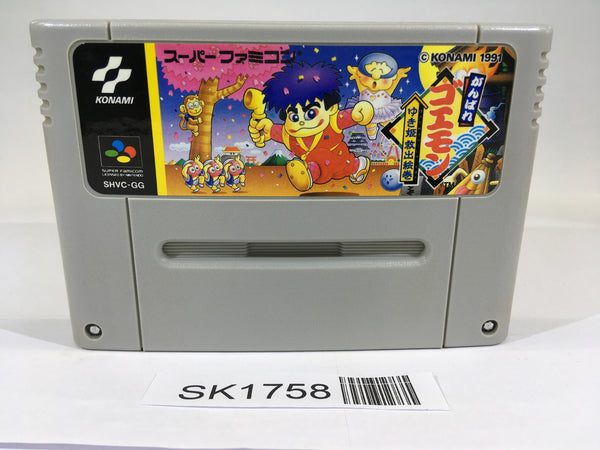 KONAMI
SUPER FAMICOM
LICENSED BY NINTENDO
SHVC-GG
スーパーファミコン
© KONAMI 1991
がんばれ
ゴエモン
ゆき姫救出絵巻
TM
SK1758